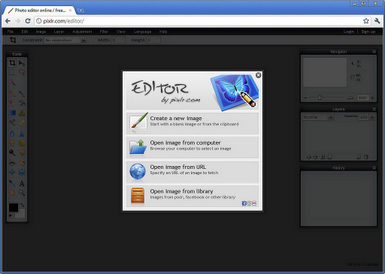 Photo editor online / free...
pixlr.com/editor/
File Edit Image Layer Adjustment Filter View Language Help
Login Sign up
Tools
Navigator
Layers
History
EDITOR
by pixlr.com
Create a new image
Start with a blank image or from the clipboard
Open image from computer
Browse your computer to select an image
Open image from URL
Specify an URL of an image to fetch
Open image from library
Images from pixlr, facebook or other library